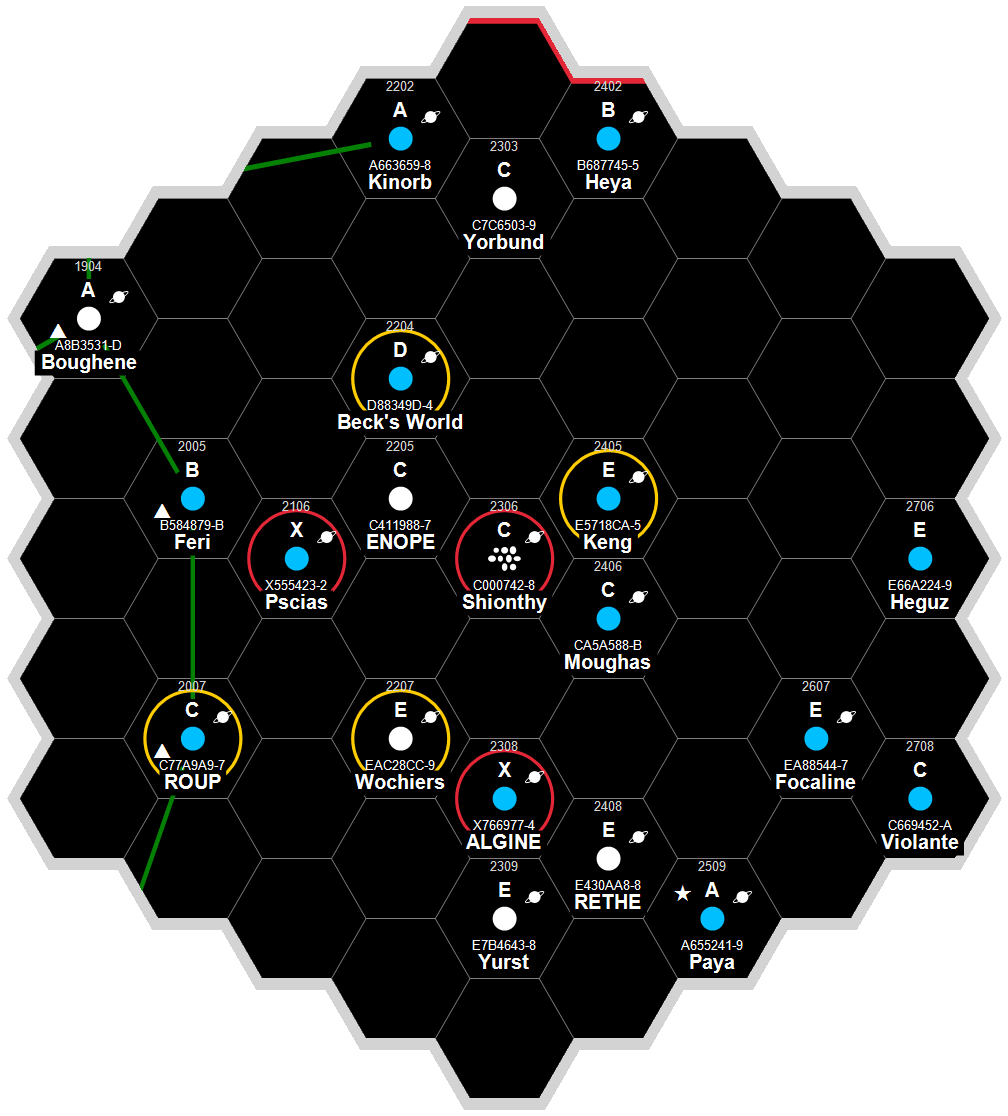 2202
A
A663659-8
Kinorb
2402
B
B687745-5
Heya
2303
C
C7C6503-9
Yorbund
1904
A
A8B3531-D
Boughene
2204
D
D88349D-4
Beck's World
2005
B
B584879-B
Feri
2205
C
C411988-7
ENOPE
2405
E
E5718CA-5
Keng
2106
X
X555423-2
Pscias
2306
C
C000742-8
Shionthy
2706
E
E66A224-9
Heguz
2406
C
CA5A588-B
Moughas
2007
C
C77A9A9-7
ROUP
2207
E
EAC28CC-9
Wochiers
2607
E
EA88544-7
Focaline
2308
X
X766977-4
ALGINE
2708
C
C669452-A
Violante
2408
E
E430AA8-8
RETHE
2309
E
E7B4643-8
Yurst
2509
A
A655241-9
Paya